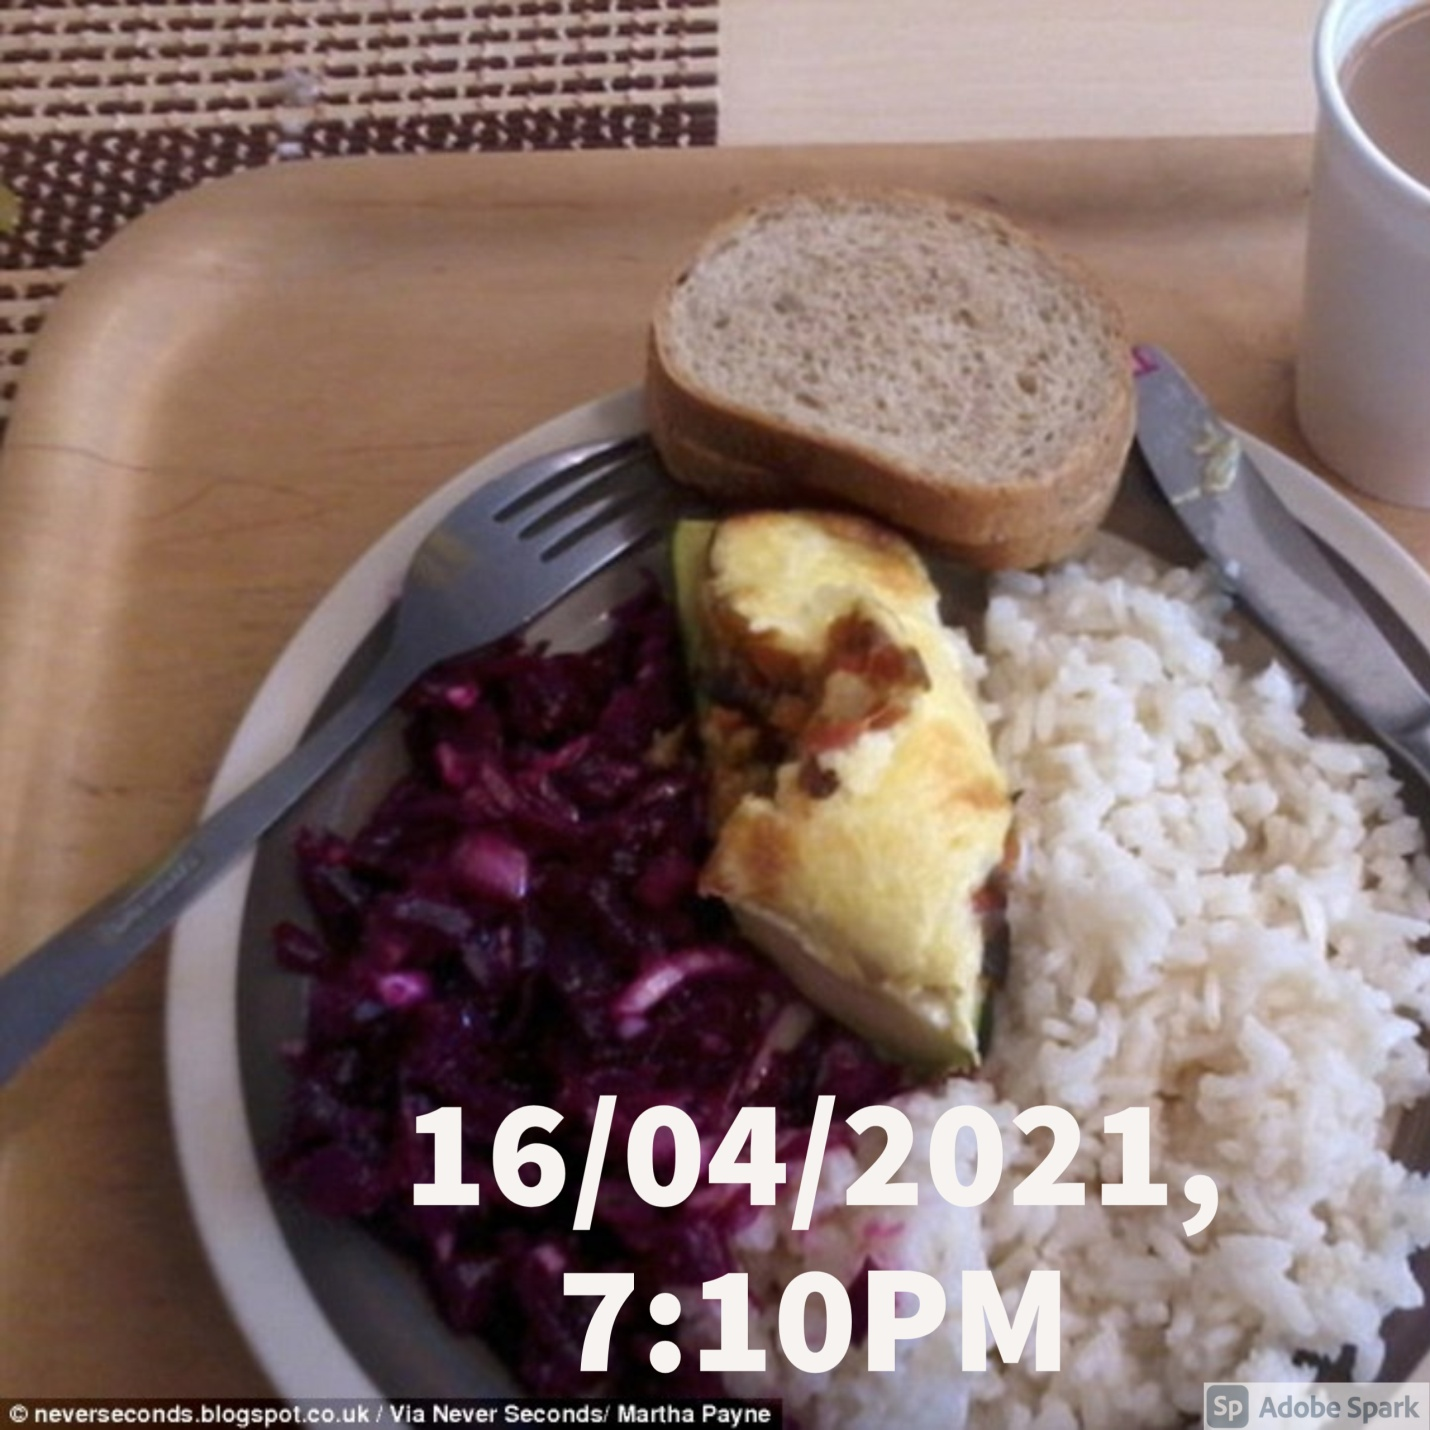 16/04/2021,
7:10PM
© neverseconds.blogspot.co.uk / Via Never Seconds/ Martha Payne
Sp Adobe Spark